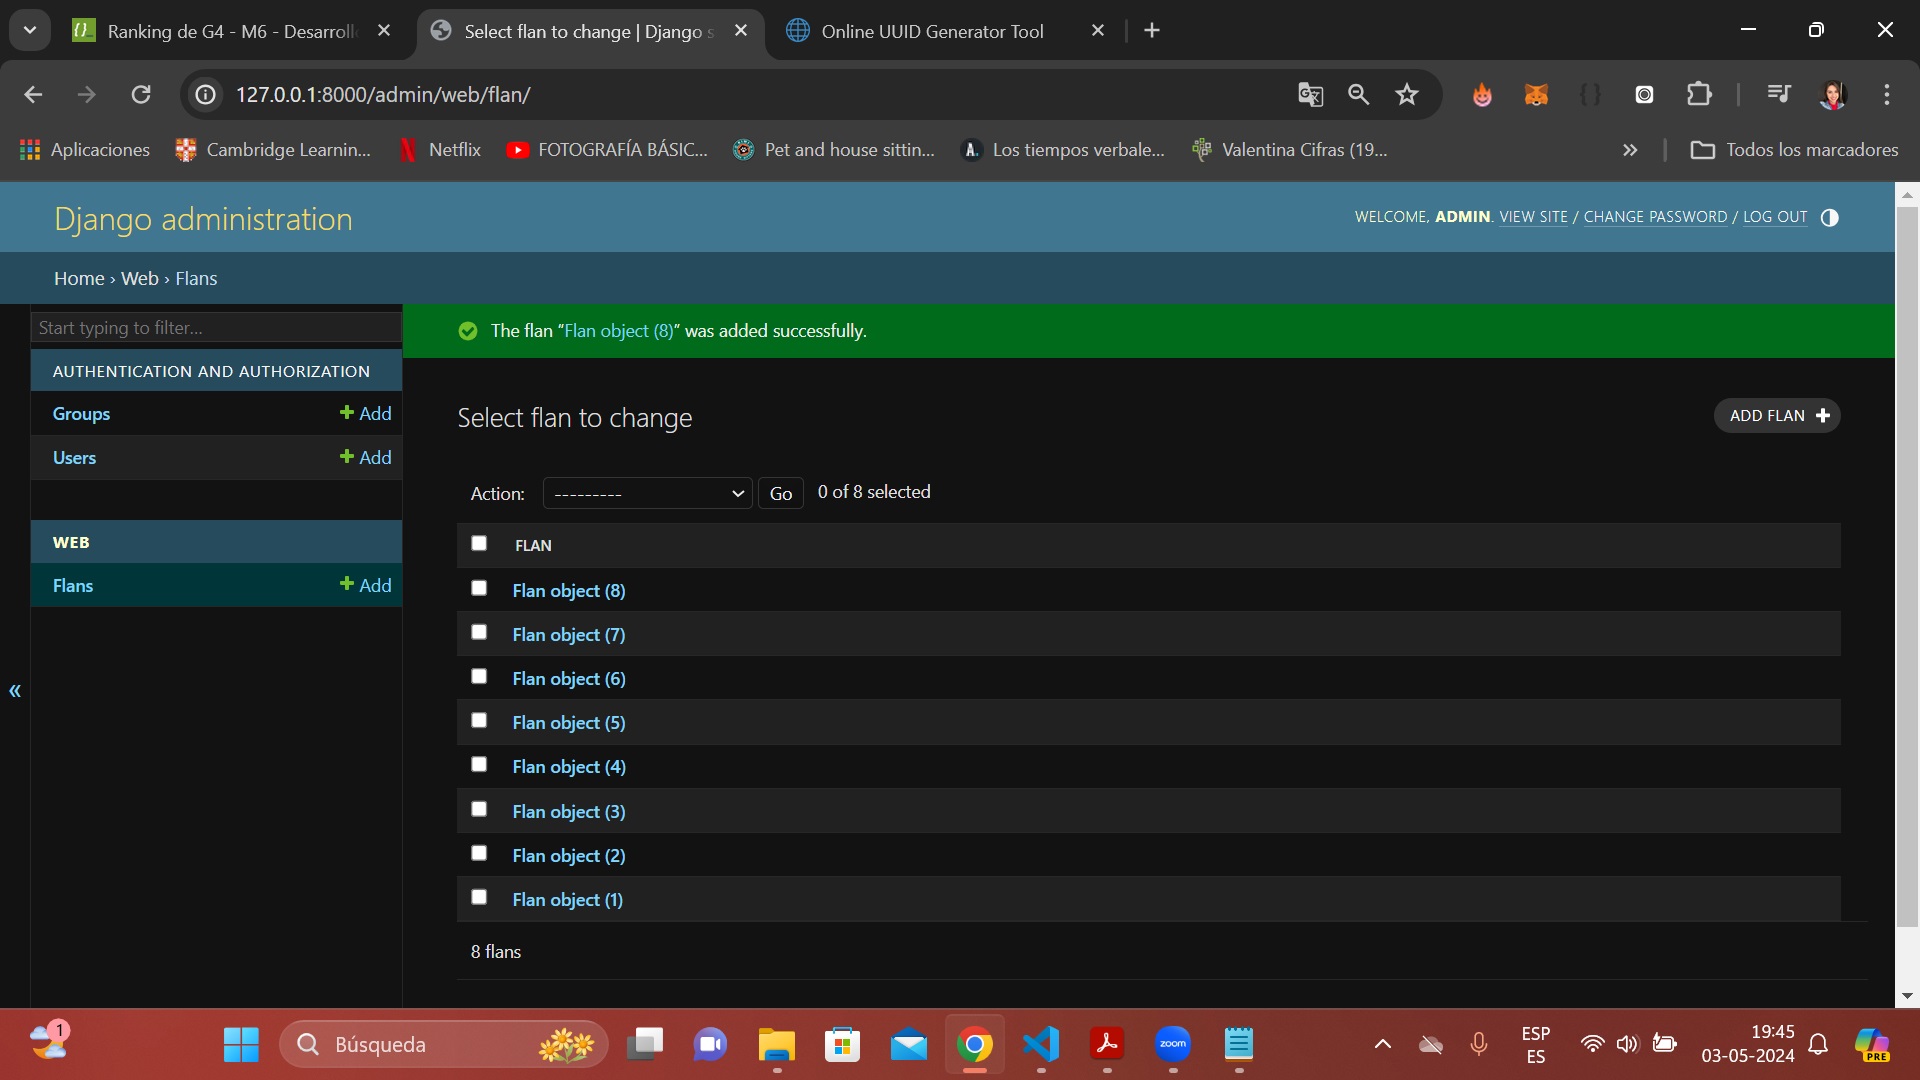 Ranking de G4 - M6 - Desarroll
Select flan to change | Django s
Online UUID Generator Tool
127.0.0.1:8000/admin/web/flan/
Aplicaciones
Cambridge Learnin...
Netflix
FOTOGRAFÍA BÁSIC...
Pet and house sittin...
Los tiempos verbale...
Valentina Cifras (19...
Todos los marcadores
Django administration
WELCOME, ADMIN. VIEW SITE / CHANGE PASSWORD / LOG OUT
Home › Web › Flans
Start typing to filter...
The flan “Flan object (8)” was added successfully.
AUTHENTICATION AND AUTHORIZATION
Groups
Add
Users
Add
WEB
Flans
Add
Select flan to change
ADD FLAN
Action:
---------
Go
0 of 8 selected
FLAN
Flan object (8)
Flan object (7)
Flan object (6)
Flan object (5)
Flan object (4)
Flan object (3)
Flan object (2)
Flan object (1)
8 flans
1
Búsqueda
zoom
ESP
ES
19:45
03-05-2024
PRE